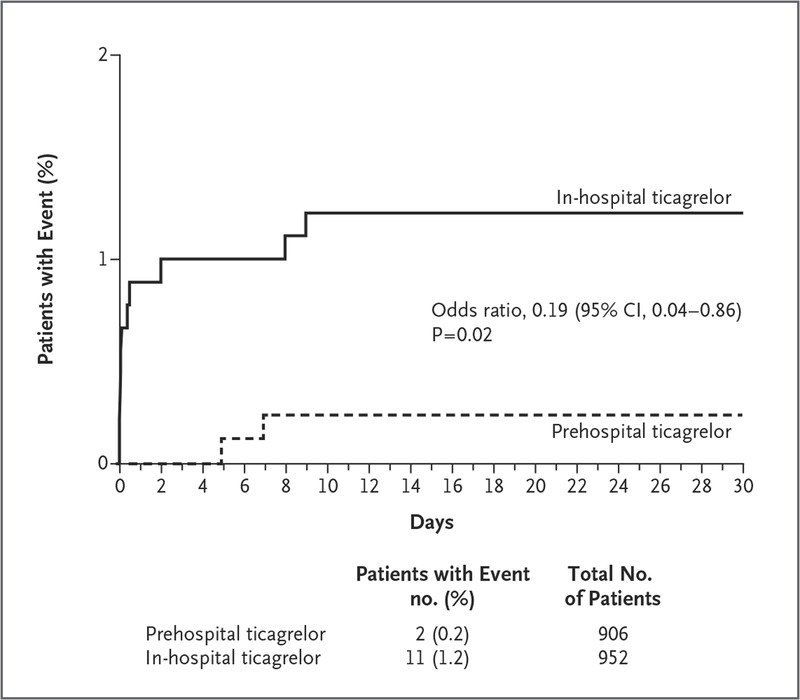 2
Patients with Event (%)
1
0
In-hospital ticagrelor
Odds ratio, 0.19 (95% CI, 0.04–0.86)
P=0.02
Prehospital ticagrelor
0 2 4 6 8 10 12 14 16 18 20 22 24 26 28 30
Days
Patients with Event Total No.
no. (%) of Patients
Prehospital ticagrelor 2 (0.2) 906
In-hospital ticagrelor 11 (1.2) 952